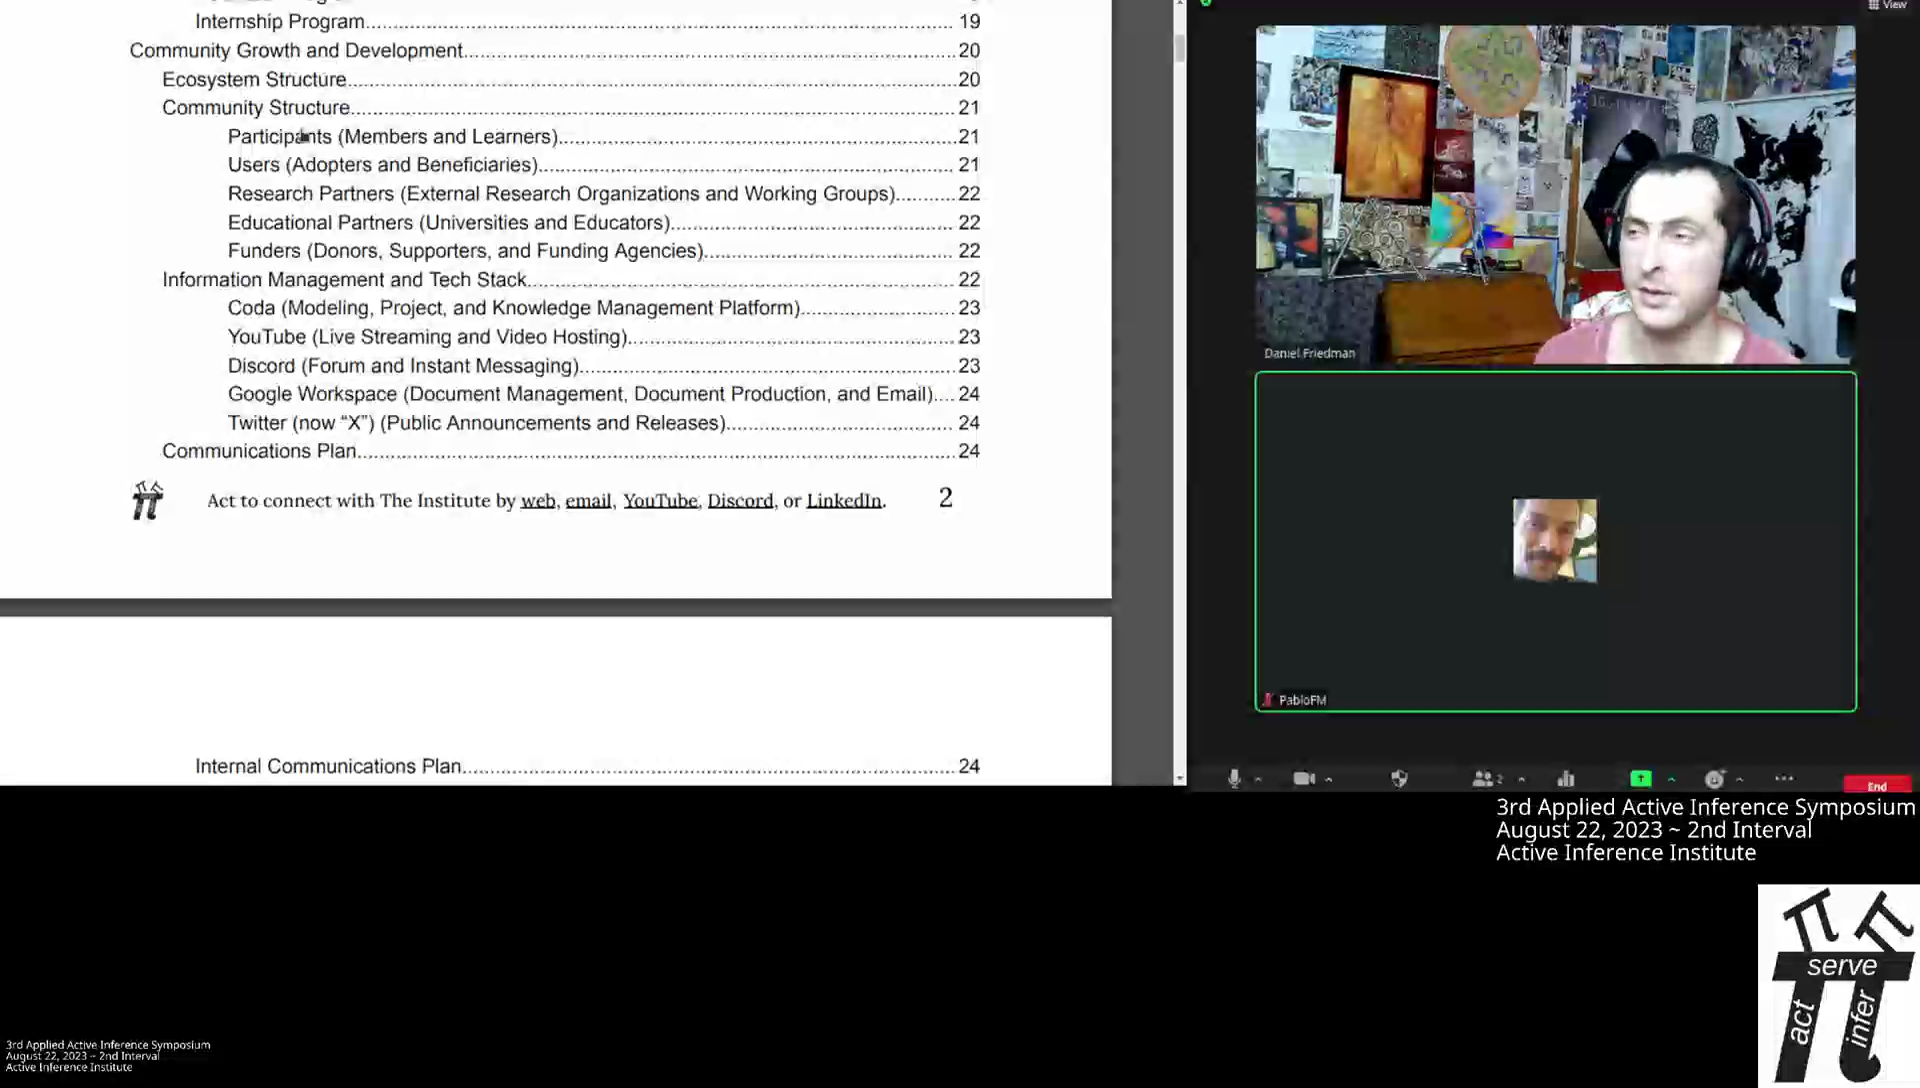 Internship Program 19
Community Growth and Development 20
Ecosystem Structure 20
Community Structure 21
Participants (Members and Learners) 21
Users (Adopters and Beneficiaries) 21
Research Partners (External Research Organizations and Working Groups) 22
Educational Partners (Universities and Educators) 22
Funders (Donors, Supporters, and Funding Agencies) 22
Information Management and Tech Stack 22
Coda (Modeling, Project, and Knowledge Management Platform) 23
YouTube (Live Streaming and Video Hosting) 23
Discord (Forum and Instant Messaging) 23
Google Workspace (Document Management, Document Production, and Email) 24
Twitter (now “X”) (Public Announcements and Releases) 24
Communications Plan 24
Act to connect with The Institute by web, email, YouTube, Discord, or LinkedIn. 2
Internal Communications Plan 24
View
Daniel Friedman
PabloFM
2
End
3rd Applied Active Inference Symposium
August 22, 2023 ~ 2nd Interval
Active Inference Institute
serve
act
infer
3rd Applied Active Inference Symposium
August 22, 2023 ~ 2nd Interval
Active Inference Institute